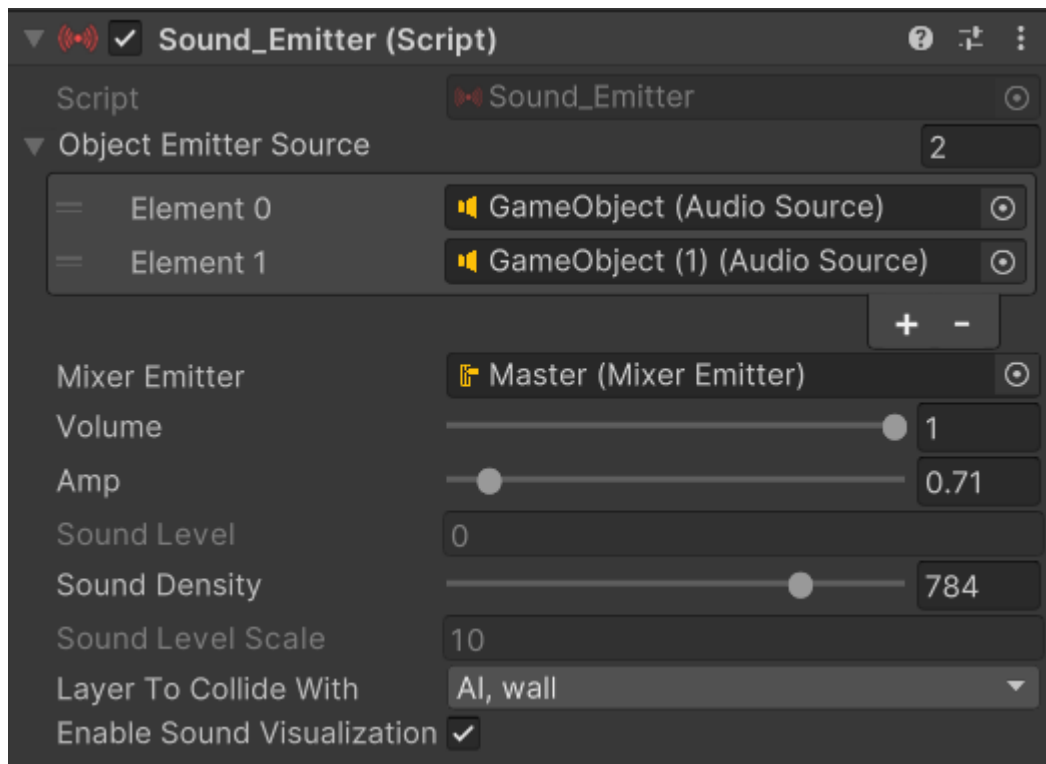 Sound_Emitter (Script)
Script Sound_Emitter
Object Emitter Source 2
Element 0 GameObject (Audio Source)
Element 1 GameObject (1) (Audio Source)
+ -
Mixer Emitter Master (Mixer Emitter)
Volume 1
Amp 0.71
Sound Level 0
Sound Density 784
Sound Level Scale 10
Layer To Collide With AI, wall
Enable Sound Visualization